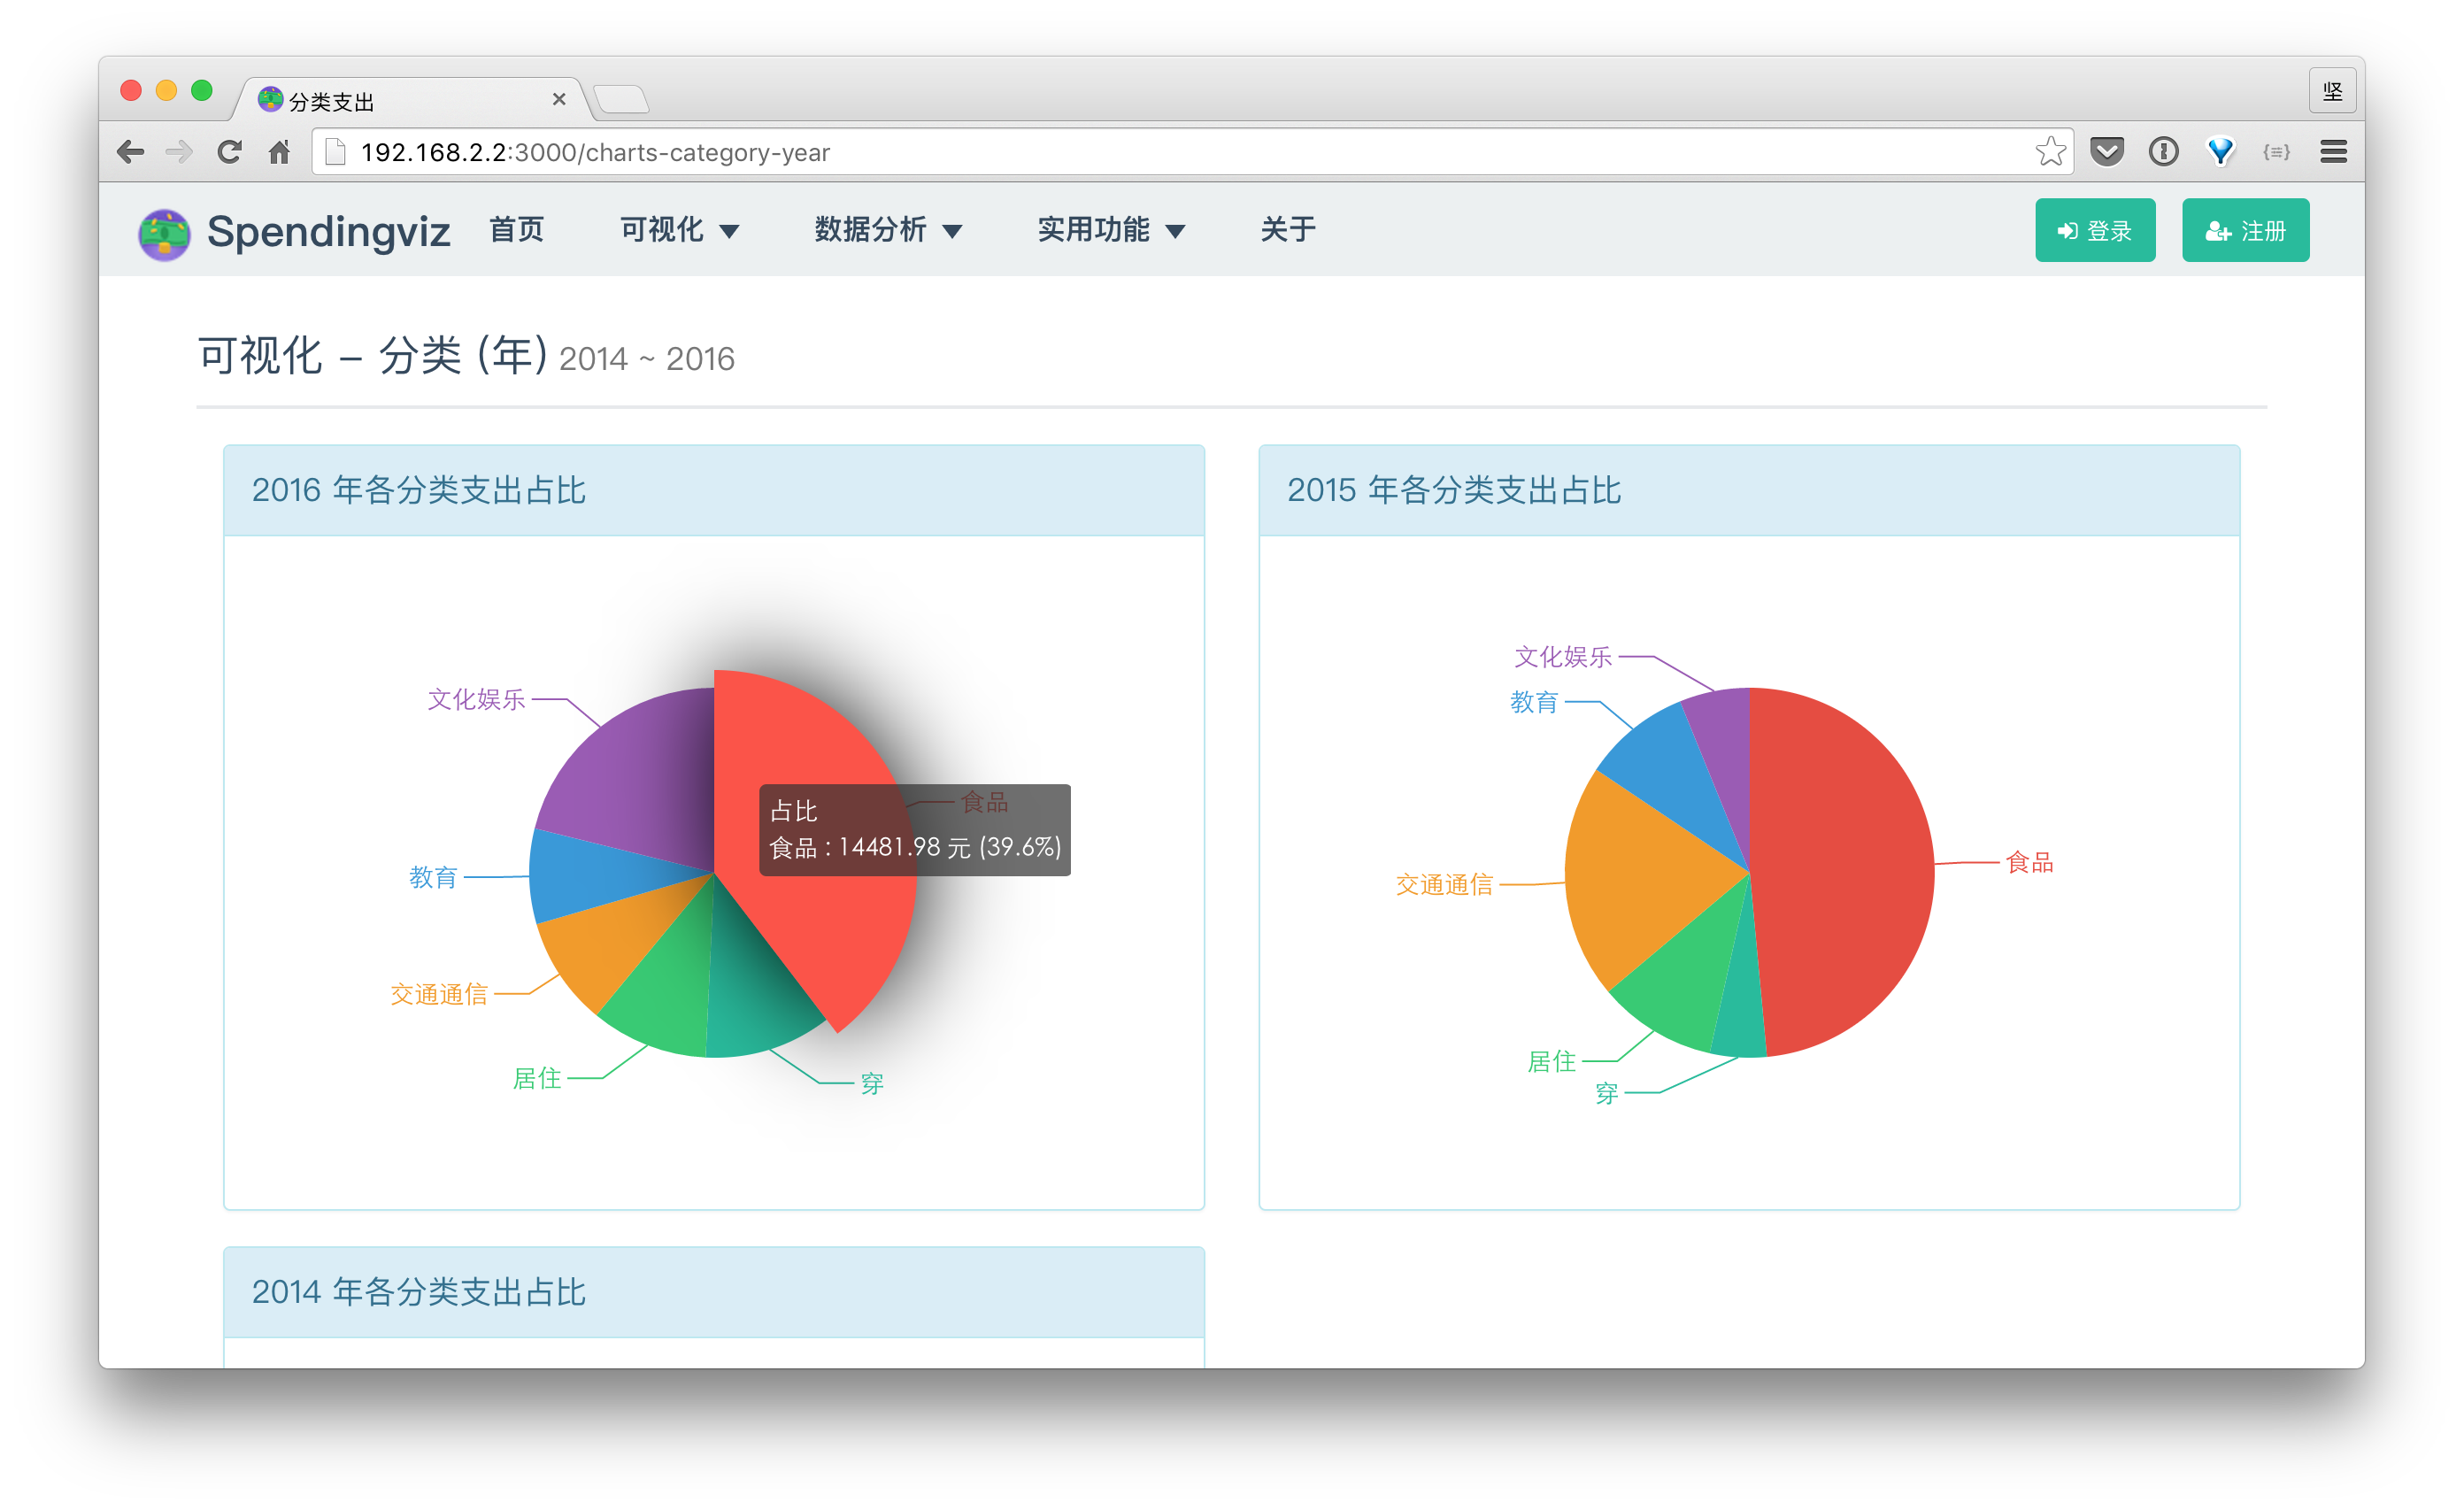 分类支出
坚
192.168.2.2:3000/charts-category-year
Spendingviz 首页 可视化 数据分析 实用功能 关于 登录 注册
可视化 – 分类 (年) 2014 ~ 2016
2016 年各分类支出占比
文化娱乐
食品
占比
食品 : 14481.98 元 (39.6%)
教育
交通通信
居住
穿
2015 年各分类支出占比
文化娱乐
教育
食品
交通通信
居住
穿
2014 年各分类支出占比